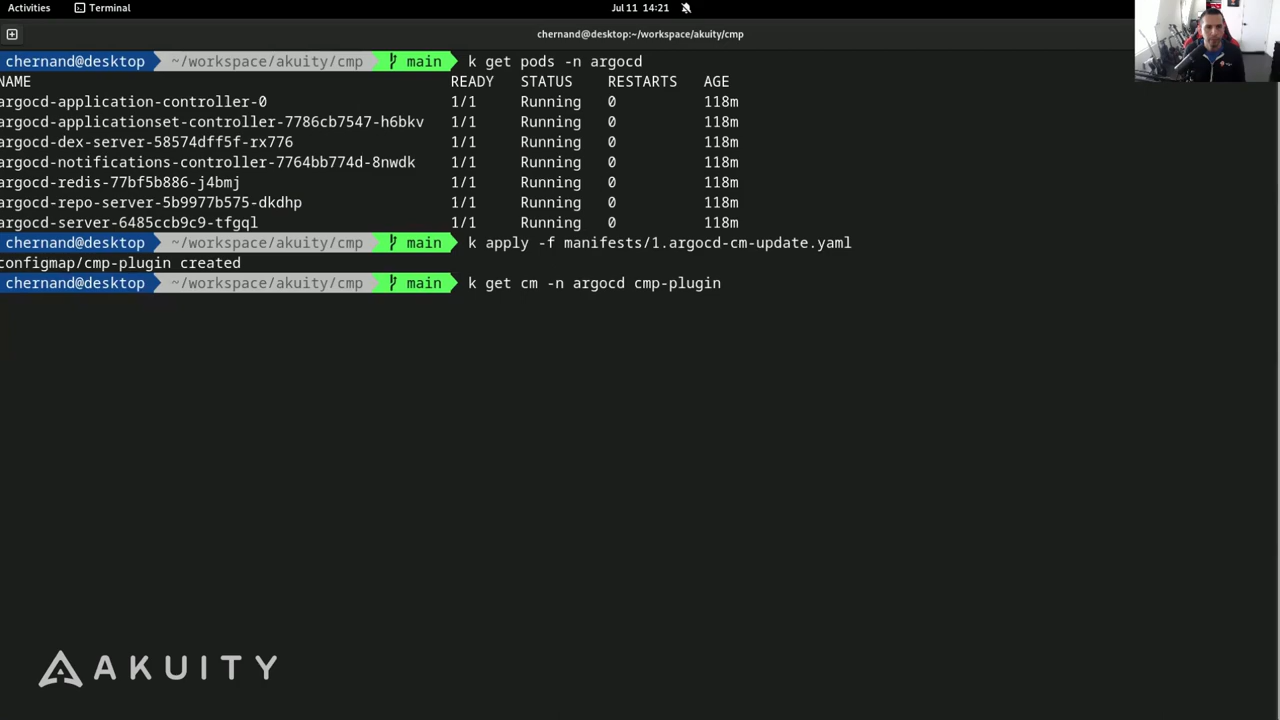 Activities Terminal Jul 11 14:21
chernand@desktop:~/workspace/akuity/cmp
chernand@desktop ~/workspace/akuity/cmp main k get pods -n argocd
NAME READY STATUS RESTARTS AGE
argocd-application-controller-0 1/1 Running 0 118m
argocd-applicationset-controller-7786cb7547-h6bkv 1/1 Running 0 118m
argocd-dex-server-58574dff5f-rx776 1/1 Running 0 118m
argocd-notifications-controller-7764bb774d-8nwdk 1/1 Running 0 118m
argocd-redis-77bf5b886-j4bmj 1/1 Running 0 118m
argocd-repo-server-5b9977b575-dkdhp 1/1 Running 0 118m
argocd-server-6485ccb9c9-tfgql 1/1 Running 0 118m
chernand@desktop ~/workspace/akuity/cmp main k apply -f manifests/1.argocd-cm-update.yaml
configmap/cmp-plugin created
chernand@desktop ~/workspace/akuity/cmp main k get cm -n argocd cmp-plugin
AKUITY